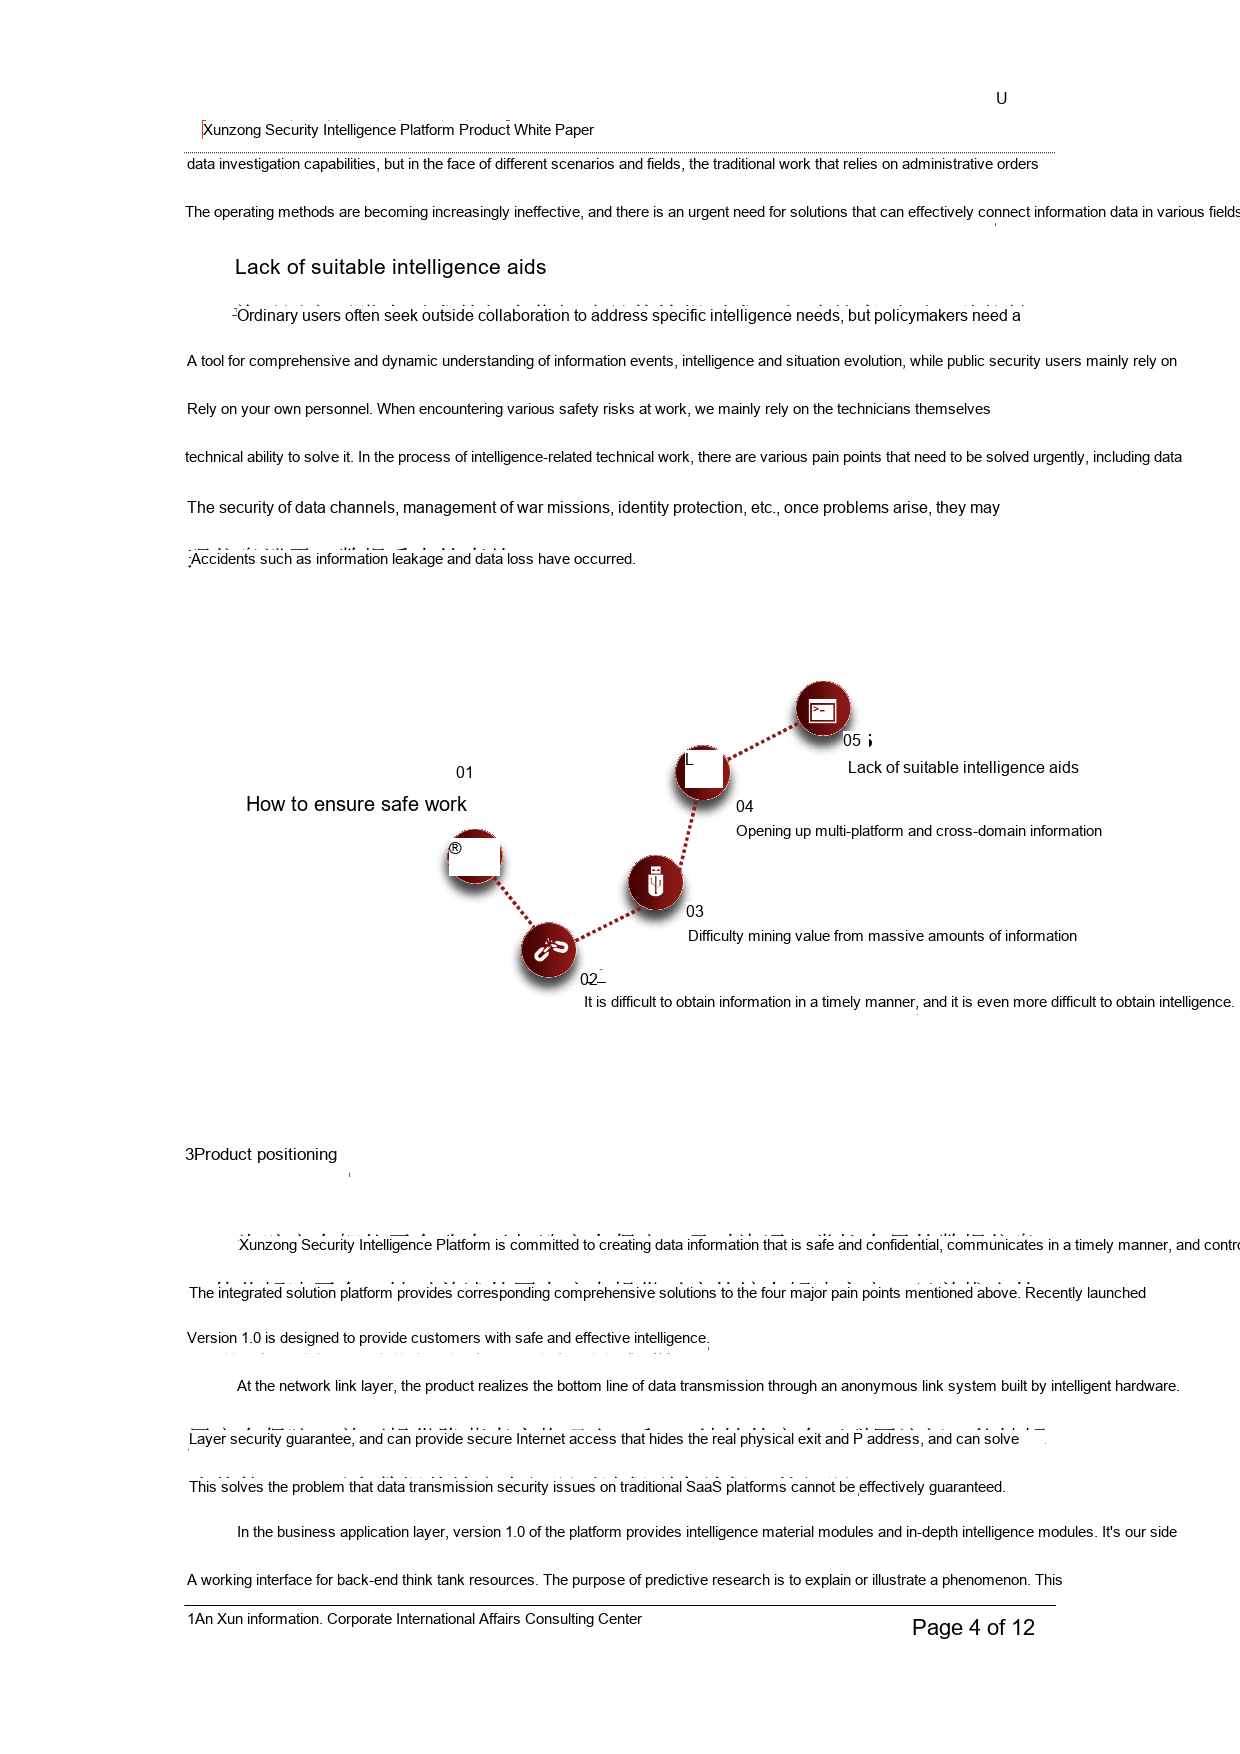 U
Xunzong Security Intelligence Platform Product White Paper
data investigation capabilities, but in the face of different scenarios and fields, the traditional work that relies on administrative orders
The operating methods are becoming increasingly ineffective, and there is an urgent need for solutions that can effectively connect information data in various fields
Lack of suitable intelligence aids
Ordinary users often seek outside collaboration to address specific intelligence needs, but policymakers need a
A tool for comprehensive and dynamic understanding of information events, intelligence and situation evolution, while public security users mainly rely on
Rely on your own personnel. When encountering various safety risks at work, we mainly rely on the technicians themselves
technical ability to solve it. In the process of intelligence-related technical work, there are various pain points that need to be solved urgently, including data
The security of data channels, management of war missions, identity protection, etc., once problems arise, they may
Accidents such as information leakage and data loss have occurred.
05
Lack of suitable intelligence aids
L
01
How to ensure safe work
04
Opening up multi-platform and cross-domain information
®
03
Difficulty mining value from massive amounts of information
02
It is difficult to obtain information in a timely manner, and it is even more difficult to obtain intelligence.
3Product positioning
Xunzong Security Intelligence Platform is committed to creating data information that is safe and confidential, communicates in a timely manner, and contro
The integrated solution platform provides corresponding comprehensive solutions to the four major pain points mentioned above. Recently launched
Version 1.0 is designed to provide customers with safe and effective intelligence.
At the network link layer, the product realizes the bottom line of data transmission through an anonymous link system built by intelligent hardware.
Layer security guarantee, and can provide secure Internet access that hides the real physical exit and P address, and can solve
This solves the problem that data transmission security issues on traditional SaaS platforms cannot be effectively guaranteed.
In the business application layer, version 1.0 of the platform provides intelligence material modules and in-depth intelligence modules. It's our side
A working interface for back-end think tank resources. The purpose of predictive research is to explain or illustrate a phenomenon. This
1An Xun information. Corporate International Affairs Consulting Center
Page 4 of 12